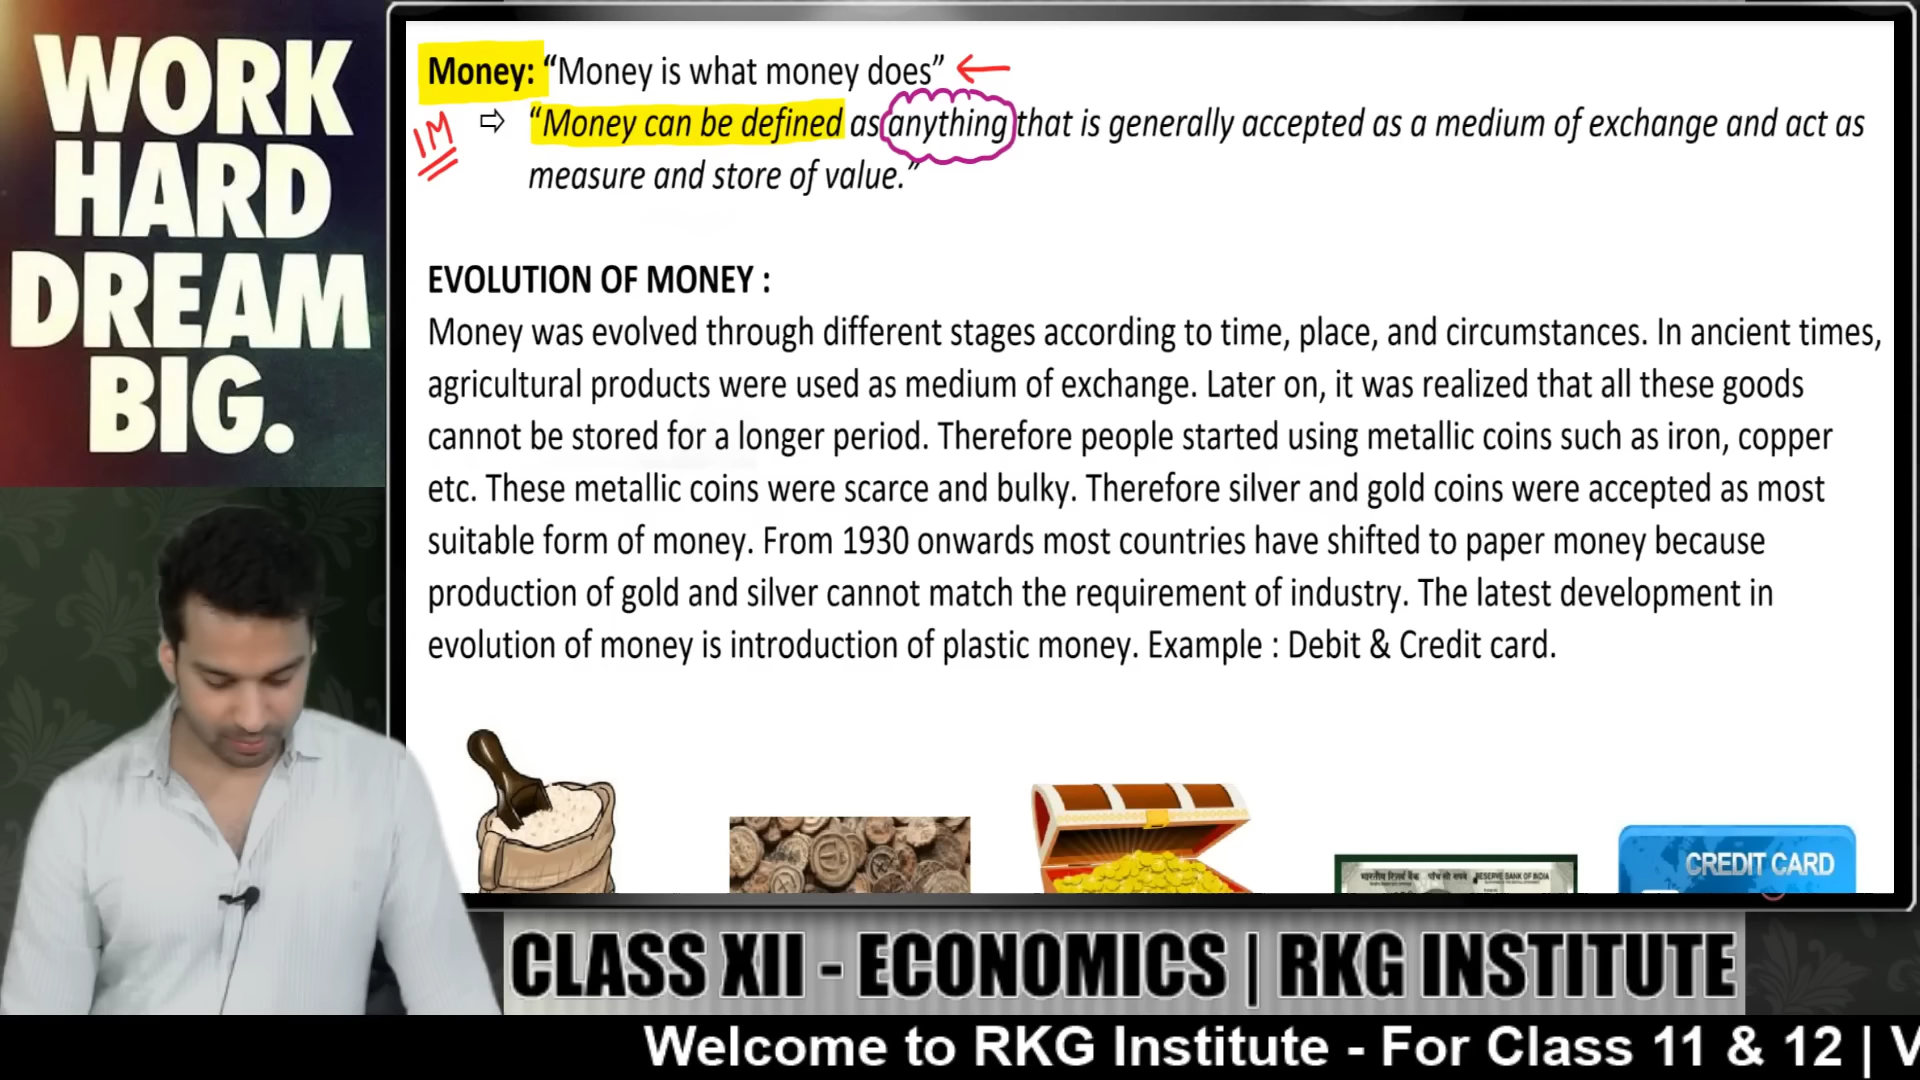 WORK
HARD
DREAM
BIG.
Money: “Money is what money does”
1M
⇨ “Money can be defined as anything that is generally accepted as a medium of exchange and act as
measure and store of value.”
EVOLUTION OF MONEY :
Money was evolved through different stages according to time, place, and circumstances. In ancient times,
agricultural products were used as medium of exchange. Later on, it was realized that all these goods
cannot be stored for a longer period. Therefore people started using metallic coins such as iron, copper
etc. These metallic coins were scarce and bulky. Therefore silver and gold coins were accepted as most
suitable form of money. From 1930 onwards most countries have shifted to paper money because
production of gold and silver cannot match the requirement of industry. The latest development in
evolution of money is introduction of plastic money. Example : Debit & Credit card.
भारतीय रिज़र्व बैंक पाँच सौ रुपये RESERVE BANK OF INDIA
CREDIT CARD
CLASS XII - ECONOMICS | RKG INSTITUTE
Welcome to RKG Institute - For Class 11 & 12 | V